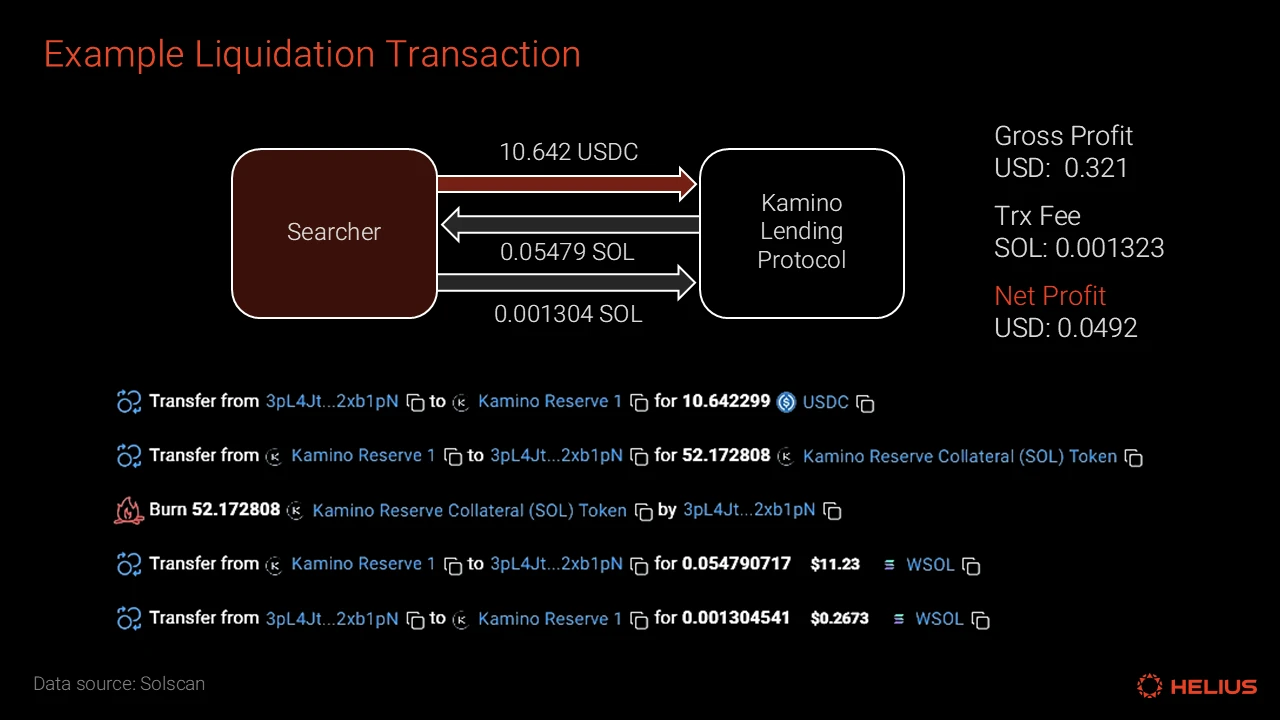 Example Liquidation Transaction
10.642 USDC
Searcher
0.05479 SOL
0.001304 SOL
Kamino
Lending
Protocol
Gross Profit
USD: 0.321
Trx Fee
SOL: 0.001323
Net Profit
USD: 0.0492
Transfer from 3pL4Jt...2xb1pN to Kamino Reserve 1 for 10.642299 USDC
Transfer from Kamino Reserve 1 to 3pL4Jt...2xb1pN for 52.172808 Kamino Reserve Collateral (SOL) Token
Burn 52.172808 Kamino Reserve Collateral (SOL) Token by 3pL4Jt...2xb1pN
Transfer from Kamino Reserve 1 to 3pL4Jt...2xb1pN for 0.054790717 $11.23 WSOL
Transfer from 3pL4Jt...2xb1pN to Kamino Reserve 1 for 0.001304541 $0.2673 WSOL
Data source: Solscan
HELIUS